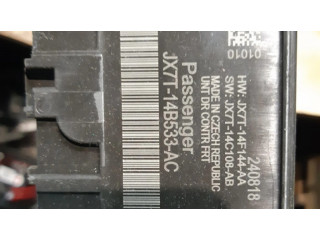 01010
240818
HW: JX7T-14F144-AA
SW: JX7T-14C108-AB
MADE IN CZECH REPUBLIC
UNT DR CONTR FRT
Passenger
JX7T-14B533-AC